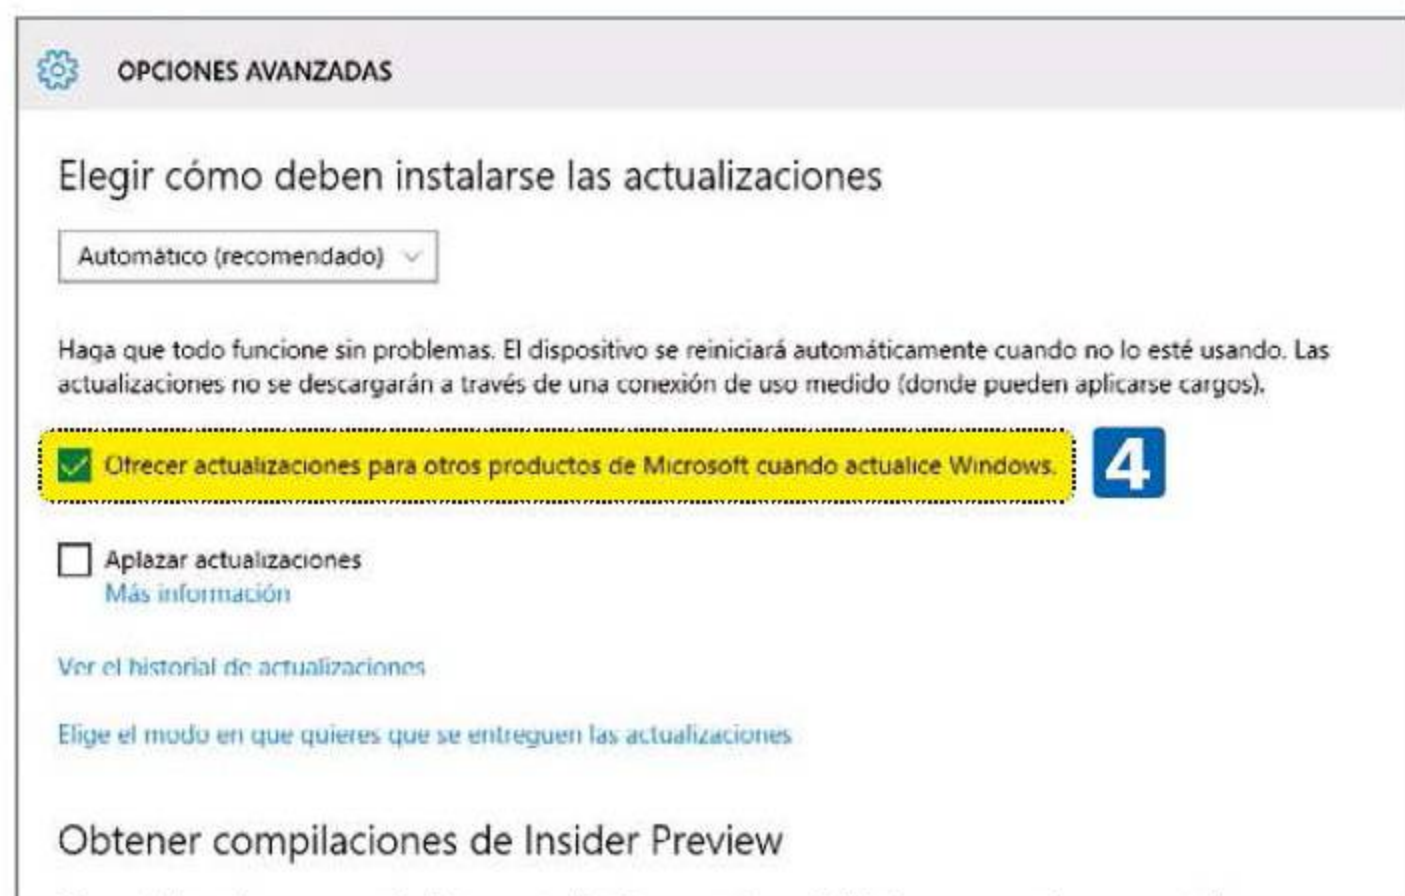 OPCIONES AVANZADAS
Elegir cómo deben instalarse las actualizaciones
Automático (recomendado)
Haga que todo funcione sin problemas. El dispositivo se reiniciará automáticamente cuando no lo esté usando. Las
actualizaciones no se descargarán a través de una conexión de uso medido (donde pueden aplicarse cargos).
Ofrecer actualizaciones para otros productos de Microsoft cuando actualice Windows.
4
Aplazar actualizaciones
Más información
Ver el historial de actualizaciones
Elige el modo en que quieres que se entreguen las actualizaciones
Obtener compilaciones de Insider Preview